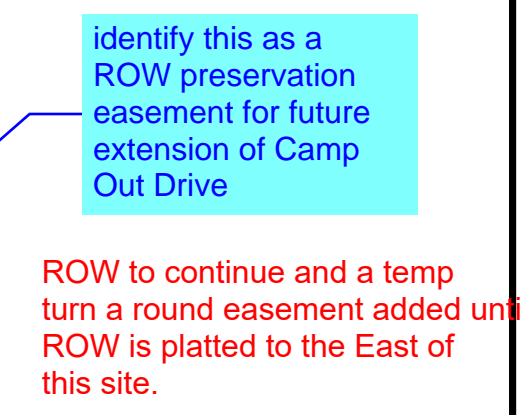 identify this as a
ROW preservation
easement for future
extension of Camp
Out Drive
ROW to continue and a temp
turn a round easement added unti
ROW is platted to the East of
this site.